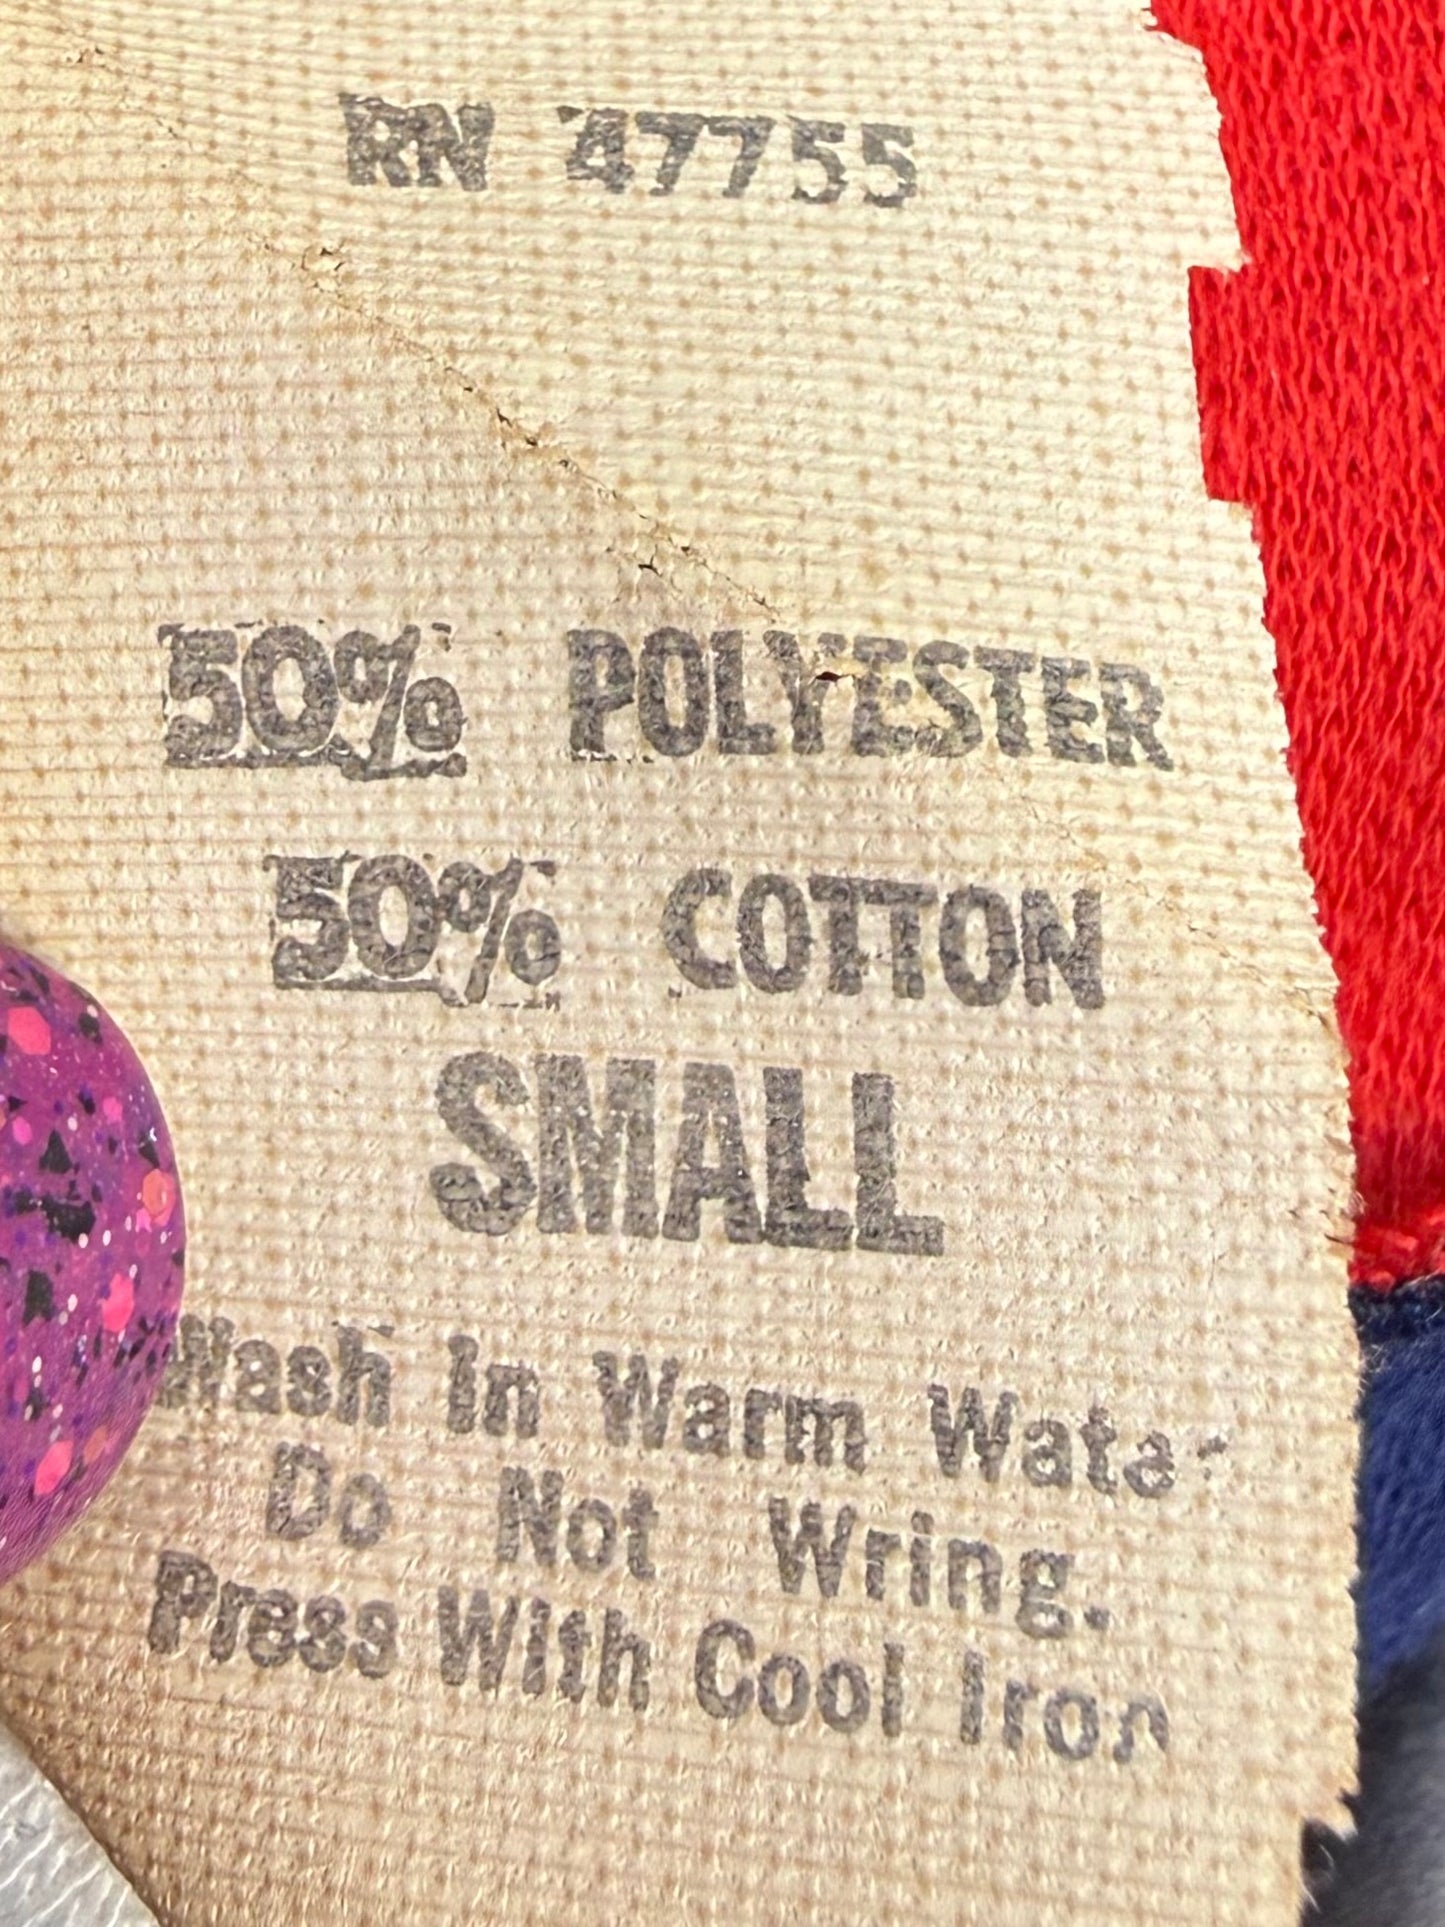 RN 47755
50% POLYESTER
50% COTTON
SMALL
Wash In Warm Water
Do Not Wring.
Press With Cool Iron